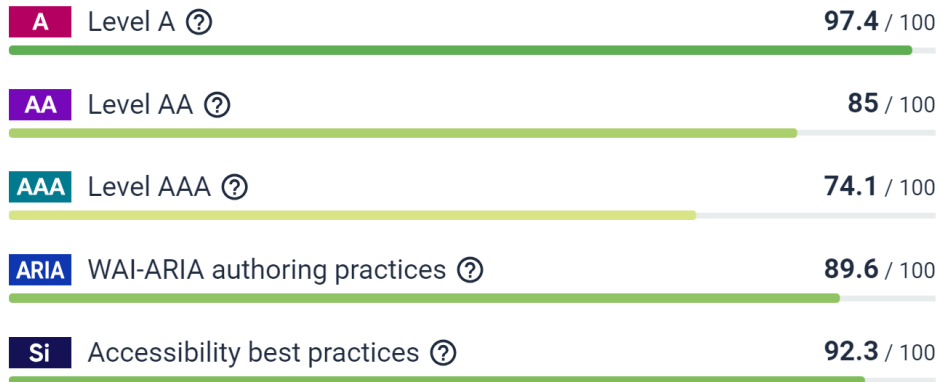 A Level A ? 97.4 / 100
AA Level AA ? 85 / 100
AAA Level AAA ? 74.1 / 100
ARIA WAI-ARIA authoring practices ? 89.6 / 100
Si Accessibility best practices ? 92.3 / 100